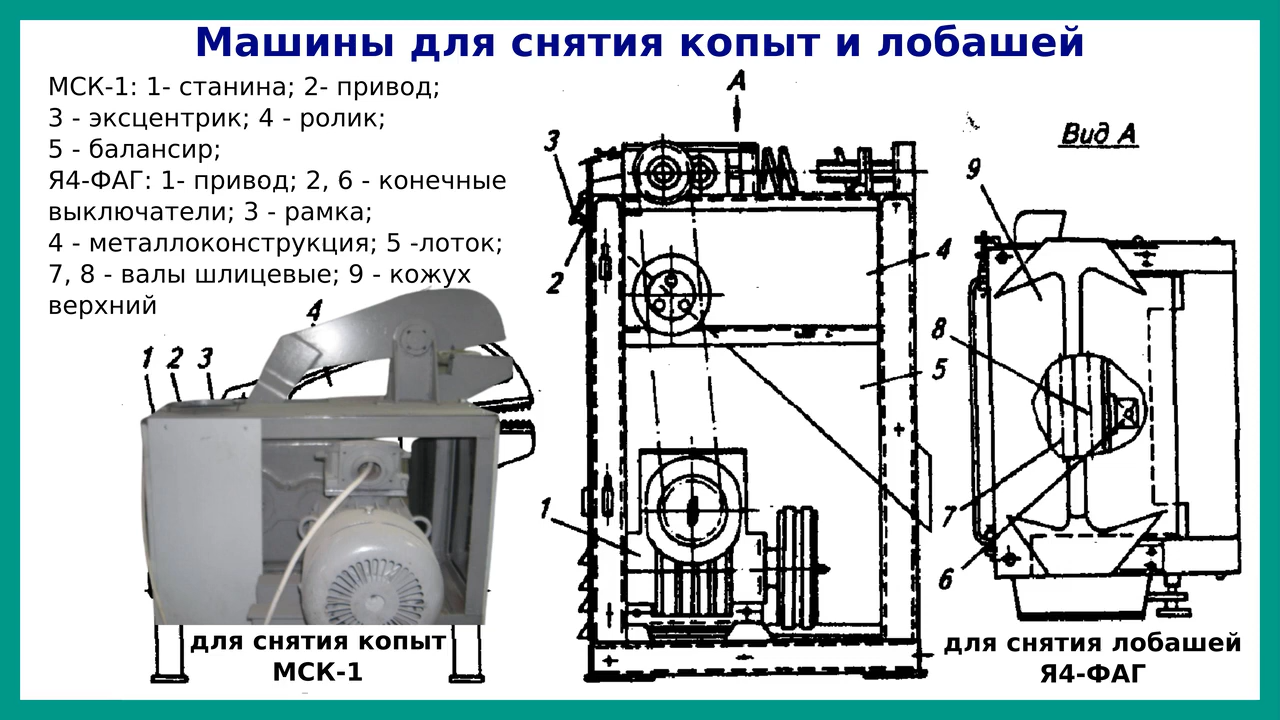 Машины для снятия копыт и лобашей
МСК-1: 1- станина; 2- привод;
3 - эксцентрик; 4 - ролик;
5 - балансир;
Я4-ФАГ: 1- привод; 2, 6 - конечные
выключатели; 3 - рамка;
4 - металлоконструкция; 5 -лоток;
7, 8 - валы шлицевые; 9 - кожух
верхний
4
1 2 3
для снятия копыт
МСК-1
А
3
2
4
5
1
Вид А
9
8
7
6
для снятия лобашей
Я4-ФАГ